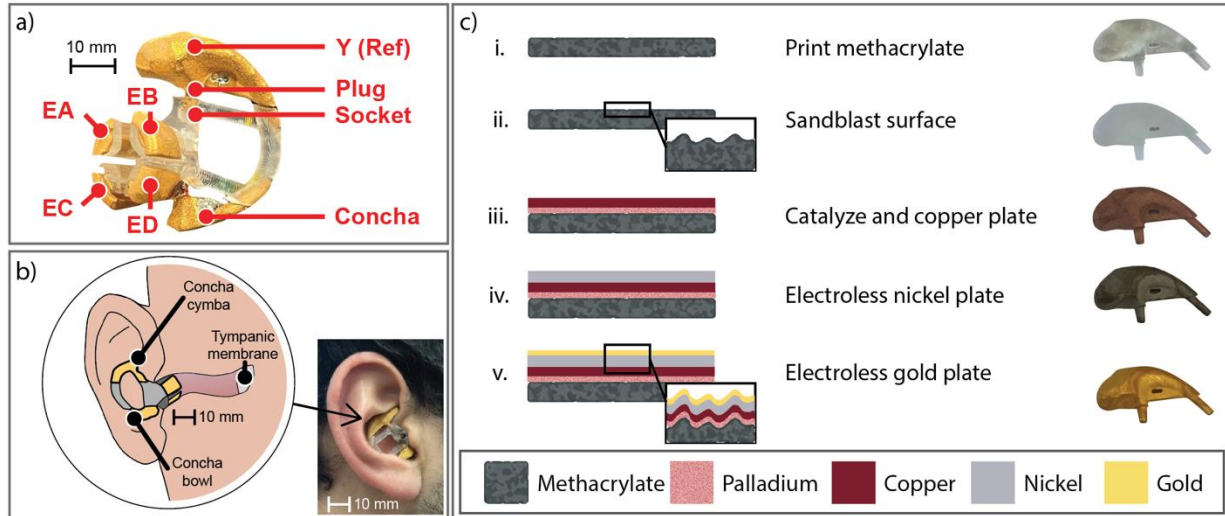 a)
10 mm
Y (Ref)
Plug
Socket
EA
EB
EC
ED
Concha
b)
Concha
cymba
Tympanic
membrane
10 mm
Concha
bowl
10 mm
c)
i.
Print methacrylate
ii.
Sandblast surface
iii.
Catalyze and copper plate
iv.
Electroless nickel plate
v.
Electroless gold plate
Methacrylate
Palladium
Copper
Nickel
Gold